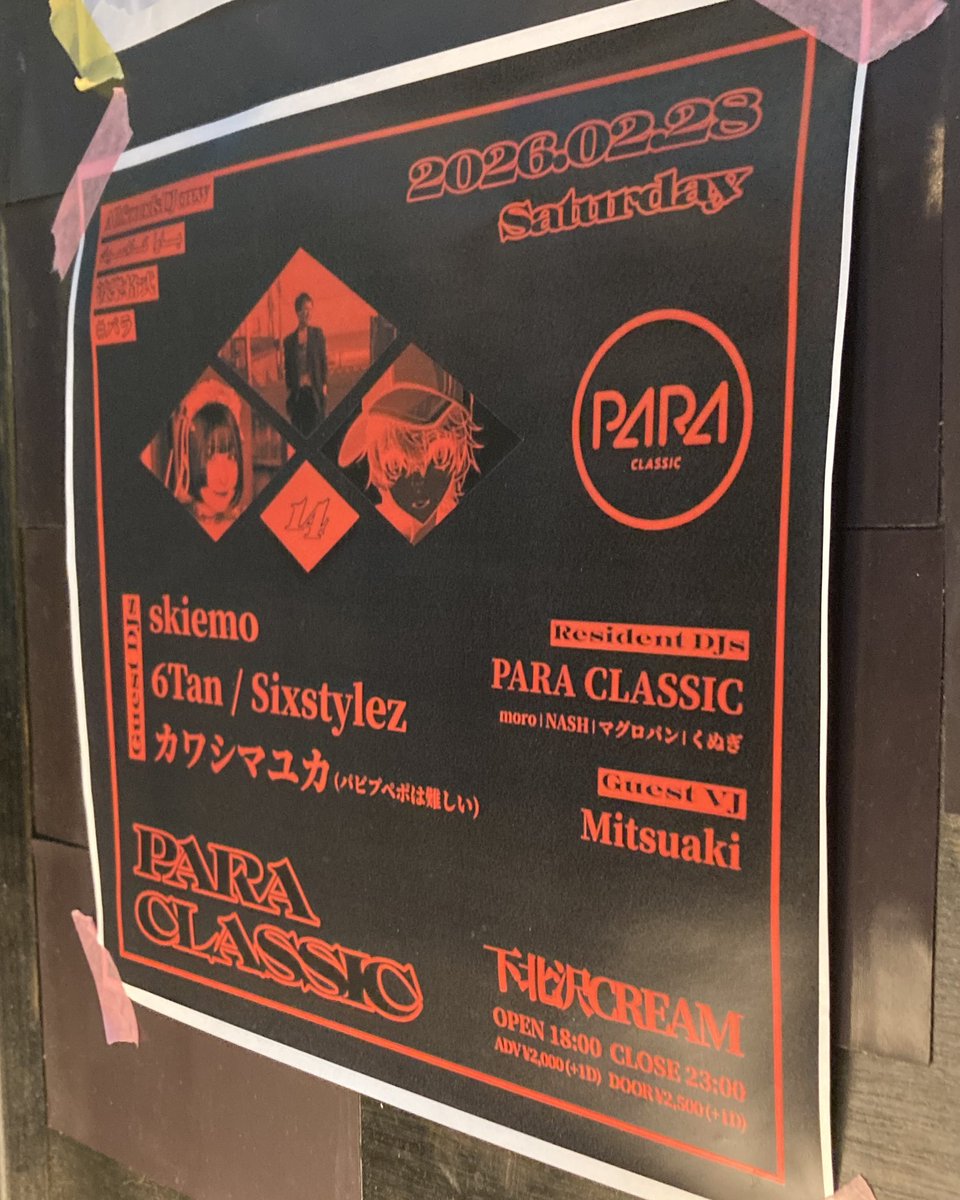 2026.02.28
Saturday
14
PARA
CLASSIC
Guest DJs
skiemo
6Tan / Sixstylez
カワシマユカ (パピプペポは難しい)
Resident DJs
PARA CLASSIC
moro | NASH | マグロパン | くぬぎ
Guest VJ
Mitsuaki
PARA
CLASSIC
下北沢CREAM
OPEN 18:00 CLOSE 23:00
ADV ¥2,000 (+1D) DOOR ¥2,500 (+1D)